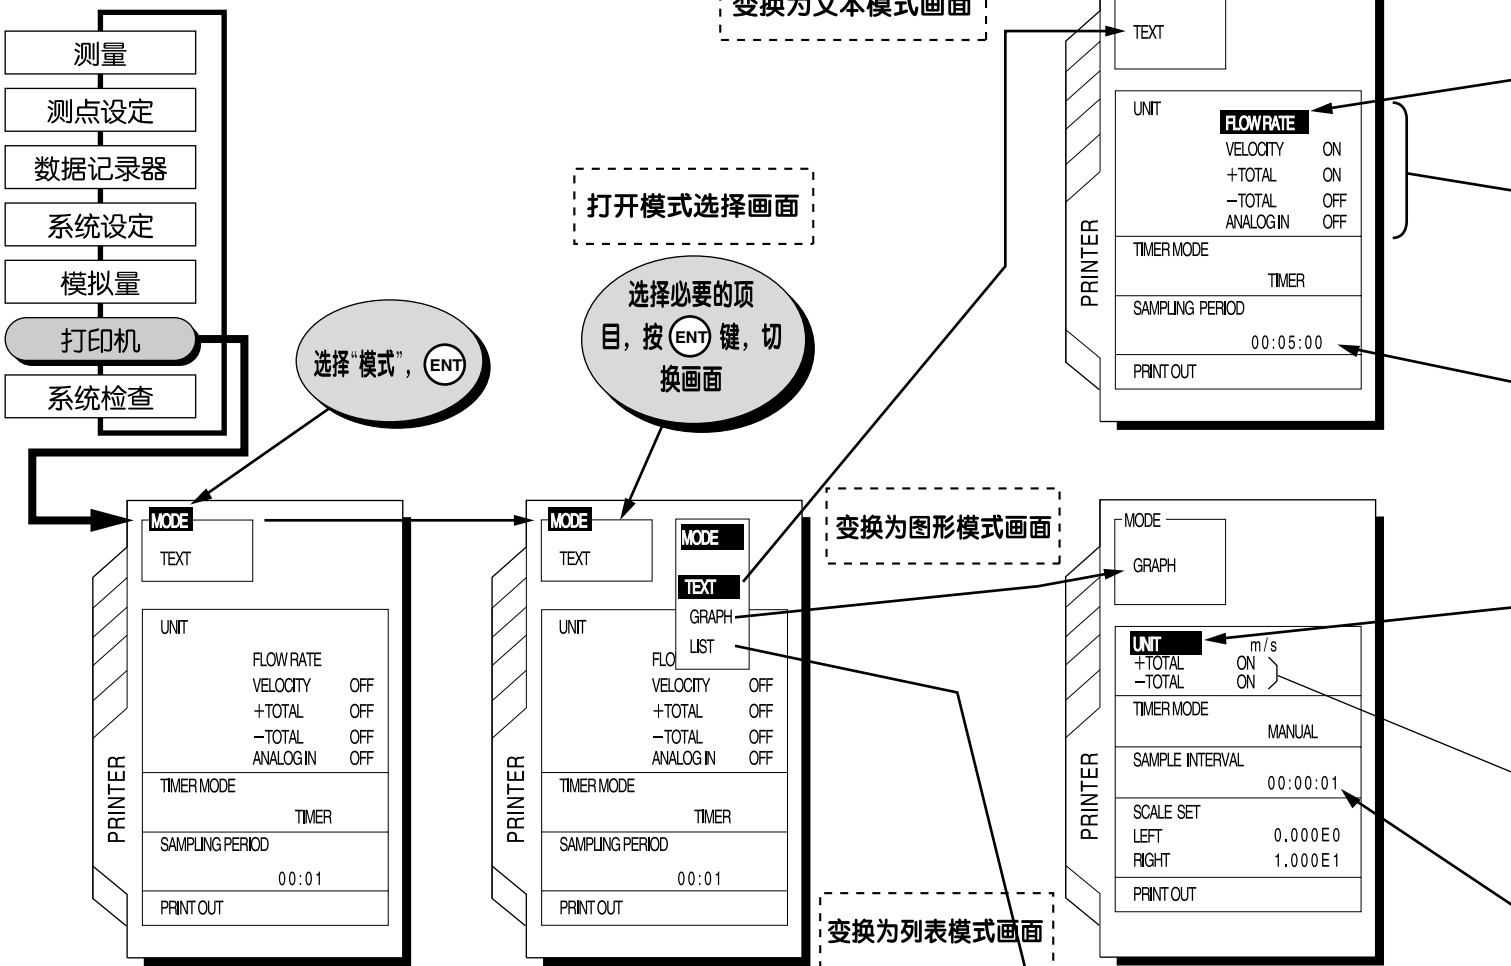 测量
测点设定
数据记录器
系统设定
模拟量
打印机
系统检查
选择“模式”, ENT
打开模式选择画面
选择必要的项
目, 按 ENT 键, 切
换画面
变换为文本模式画面
TEXT
UNIT
FLOW RATE
VELOCITY ON
+TOTAL ON
−TOTAL OFF
ANALOG IN OFF
TIMER MODE
TIMER
SAMPLING PERIOD
00:05:00
PRINT OUT
PRINTER
MODE
TEXT
UNIT
FLOW RATE
VELOCITY OFF
+TOTAL OFF
−TOTAL OFF
ANALOG IN OFF
TIMER MODE
TIMER
SAMPLING PERIOD
00:01
PRINT OUT
PRINTER
MODE
TEXT
MODE
TEXT
GRAPH
LIST
UNIT
FLO
VELOCITY OFF
+TOTAL OFF
−TOTAL OFF
ANALOG IN OFF
TIMER MODE
TIMER
SAMPLING PERIOD
00:01
PRINT OUT
PRINTER
变换为图形模式画面
变换为列表模式画面
MODE
GRAPH
UNIT m/s
+TOTAL ON
−TOTAL ON
TIMER MODE
MANUAL
SAMPLE INTERVAL
00:00:01
SCALE SET
LEFT 0.000E0
RIGHT 1.000E1
PRINT OUT
PRINTER